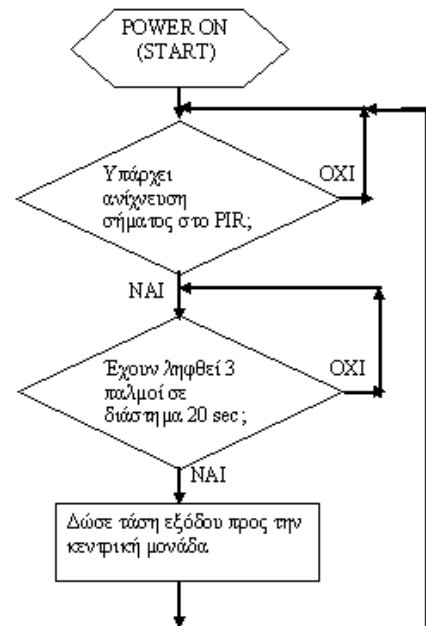 POWER ON
(START)
Υπάρχει
ανίχνευση
σήματος στο PIR;
ΟΧΙ
ΝΑΙ
Έχουν ληφθεί 3
παλμοί σε
διάστημα 20 sec;
ΟΧΙ
ΝΑΙ
Δώσε τάση εξόδου προς την
κεντρική μονάδα